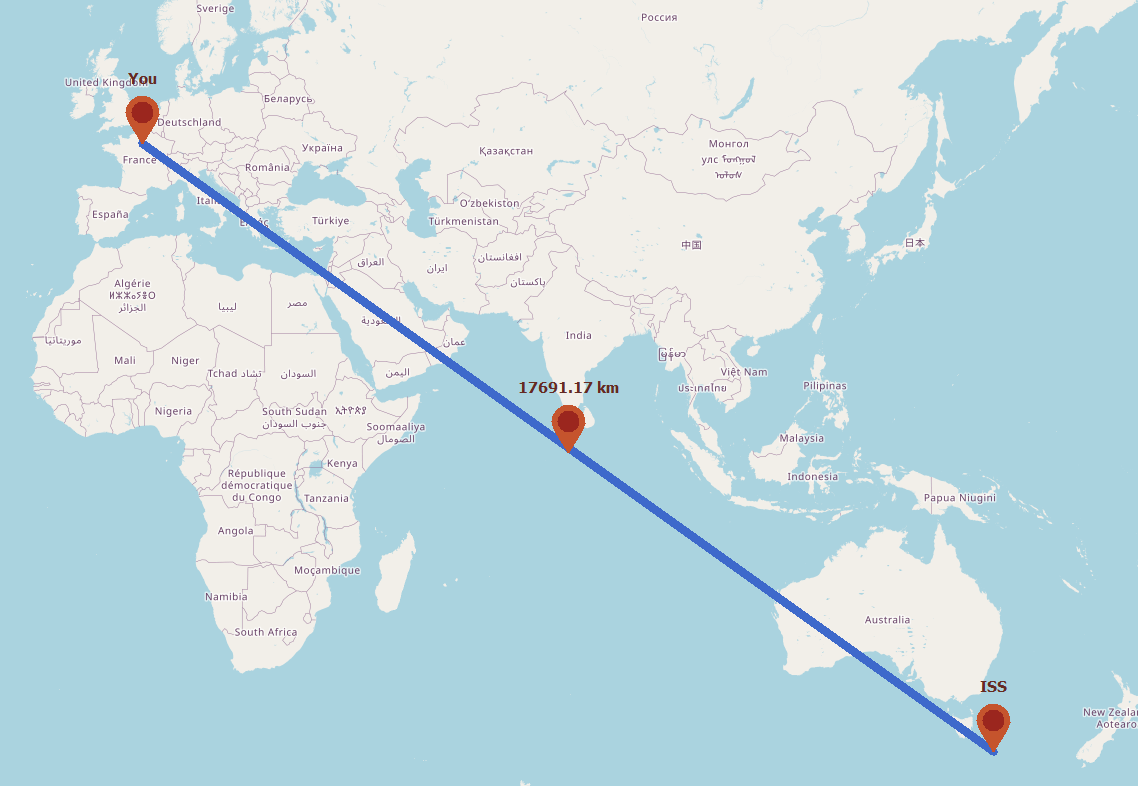 Sverige
Россия
You
United Kingdom
Беларусь
Deutschland
Україна
France
Қазақстан
Монгол
улс
România
Italia
O'zbekiston
España
Türkiye
Türkmenistan
中国
日本
العراق
ایران
افغانستان
پاکستان
Algérie
ⵍⵣⵣⴰⵢⴻⵔ
الجزائر
ليبيا
مصر
السعودية
عمان
India
موريتانيا
Mali
Niger
Tchad تشاد
السودان
اليمن
မြန်မာ
Việt Nam
ประเทศไทย
Pilipinas
17691.17 km
Nigeria
South Sudan
جنوب السودان
ኢትዮጵያ
Soomaaliya
الصومال
Malaysia
Kenya
Indonesia
République
démocratique
du Congo
Tanzania
Papua Niugini
Angola
Moçambique
Namibia
South Africa
Australia
ISS
New Zealan
Aotearo